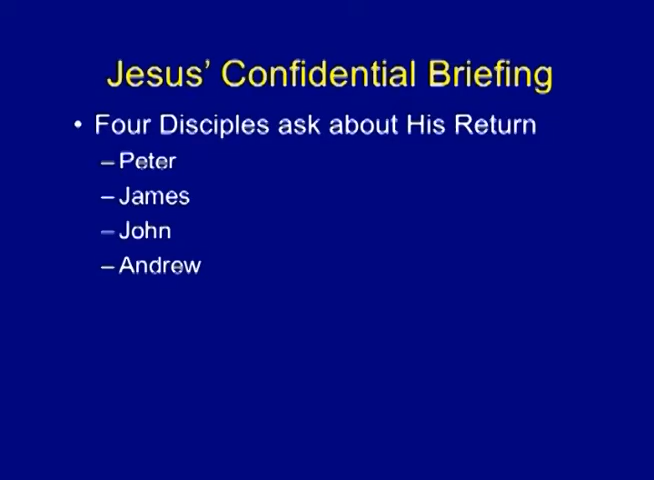 Jesus’ Confidential Briefing
• Four Disciples ask about His Return
– Peter
– James
– John
– Andrew